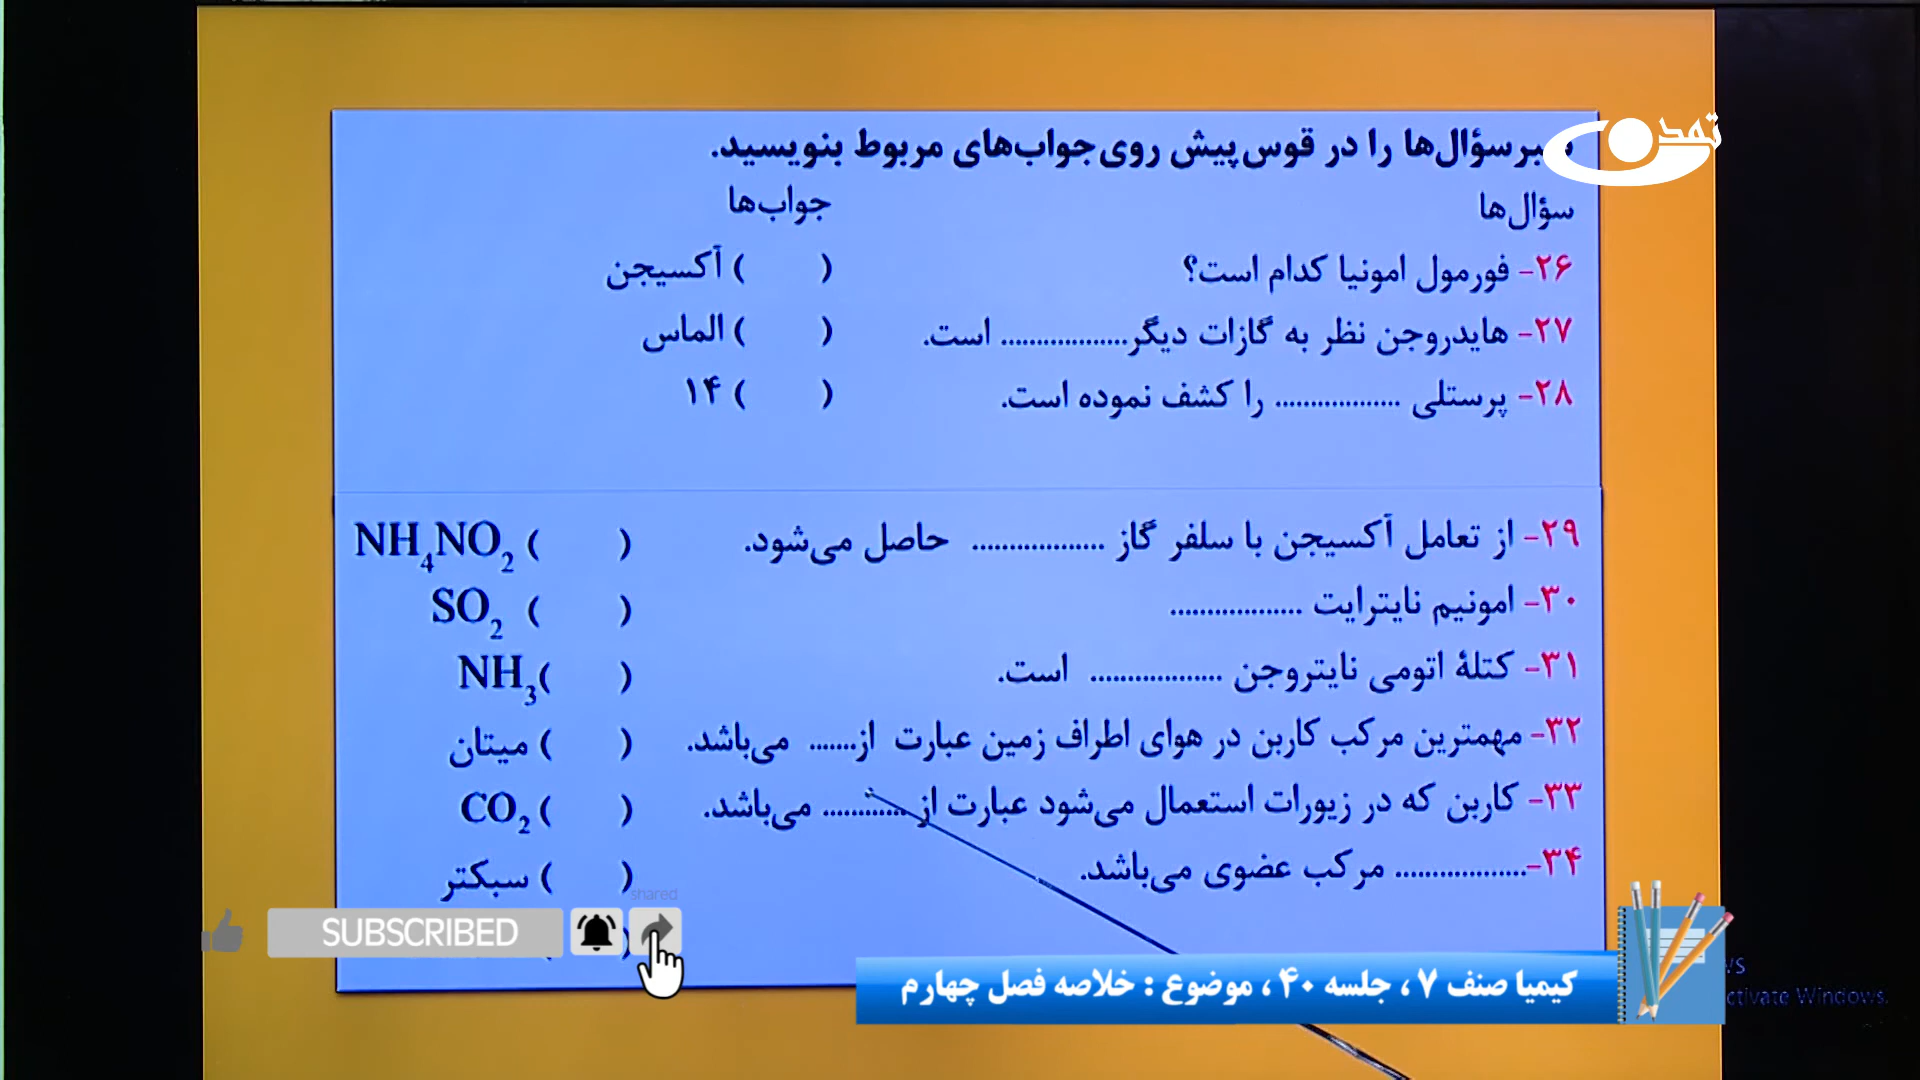 تمدن
سؤال‌ها را در قوس پیش روی جواب‌های مربوط بنویسید.
سؤال‌ها جواب‌ها
۲۶- فورمول امونیا کدام است؟ ( ) آکسیجن
۲۷- هایدروجن نظر به گازات دیگر.................. است. ( ) الماس
۲۸- پرستلی .................. را کشف نموده است. ( ) ۱۴
۲۹- از تعامل آکسیجن با سلفر گاز .................. حاصل می‌شود. ( ) NH₄NO₂
۳۰- امونیم نایترایت .................. ( ) SO₂
۳۱- کتلهٔ اتومی نایتروجن .................. است. ( ) NH₃
۳۲- مهمترین مرکب کاربن در هوای اطراف زمین عبارت از....... می‌باشد. ( ) میتان
۳۳- کاربن که در زیورات استعمال می‌شود عبارت از ............ می‌باشد. ( ) CO₂
۳۴-.................. مرکب عضوی می‌باشد. ( ) سبکتر
shared
SUBSCRIBED
کیمیا صنف ۷ ، جلسه ۴۰ ، موضوع : خلاصه فصل چهارم
ctivate Windows.